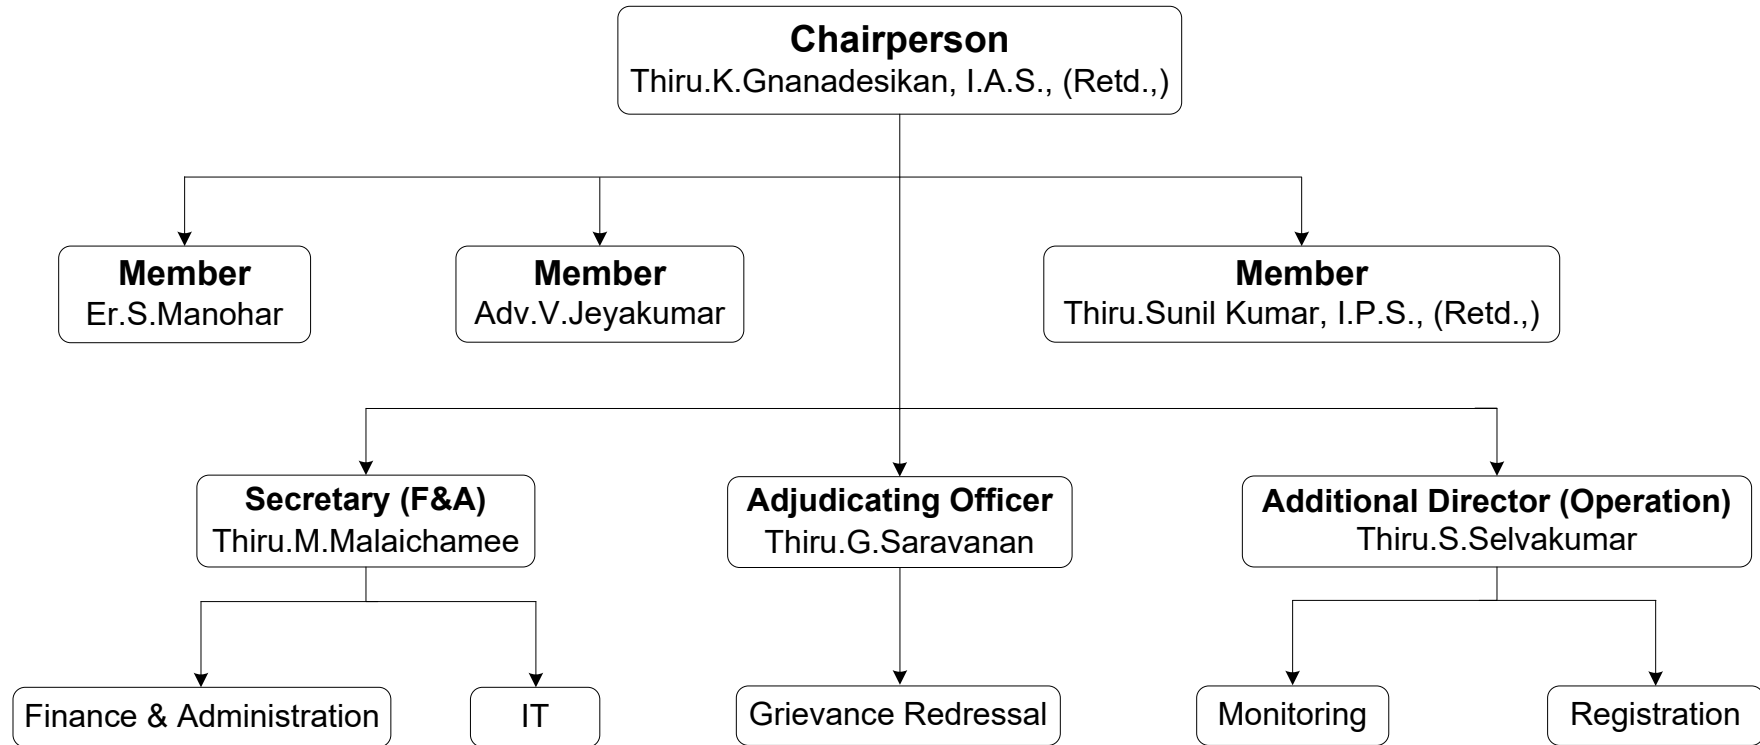 Chairperson
Thiru.K.Gnanadesikan, I.A.S., (Retd.,)
Member
Er.S.Manohar
Member
Adv.V.Jeyakumar
Member
Thiru.Sunil Kumar, I.P.S., (Retd.,)
Secretary (F&A)
Thiru.M.Malaichamee
Adjudicating Officer
Thiru.G.Saravanan
Additional Director (Operation)
Thiru.S.Selvakumar
Finance & Administration
IT
Grievance Redressal
Monitoring
Registration